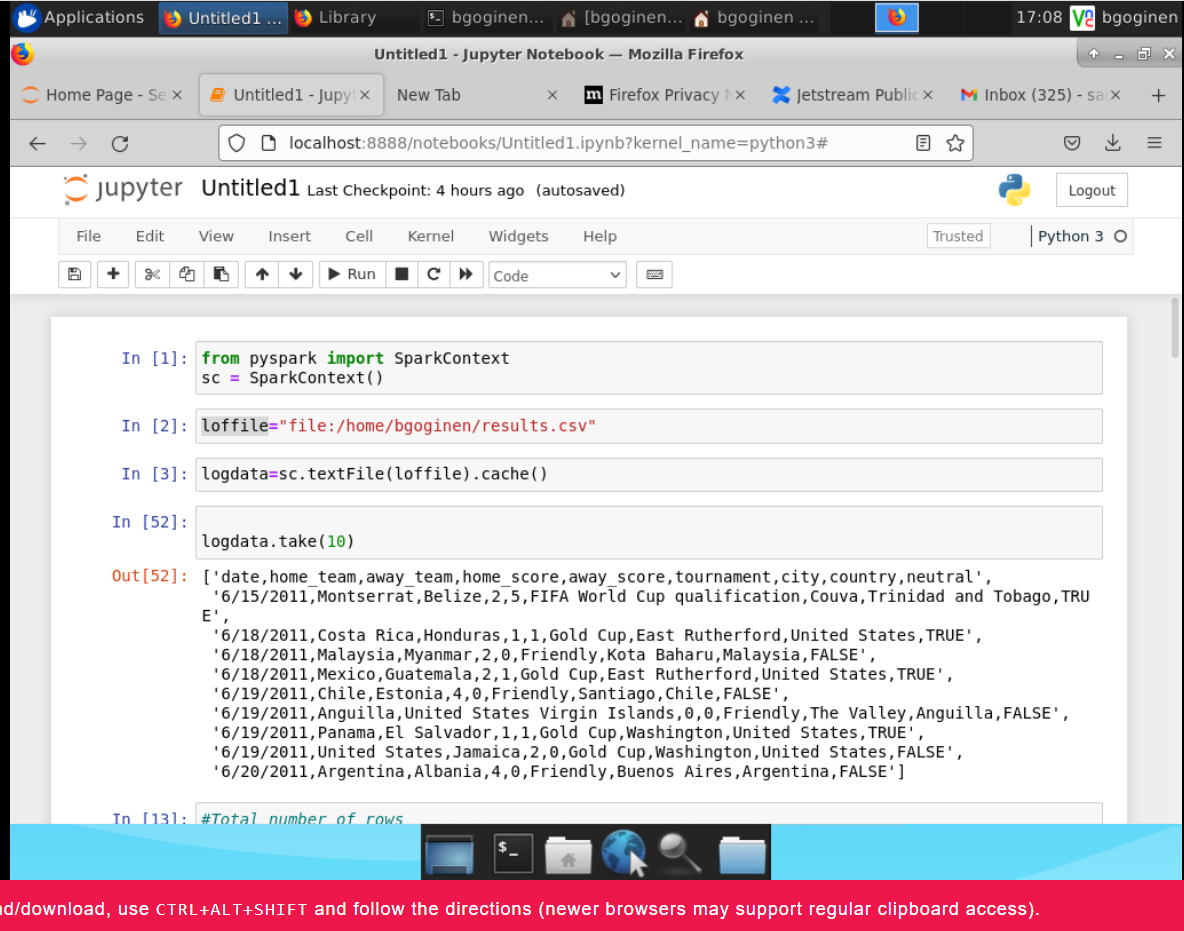 Applications Untitled1 ... Library bgoginen... [bgoginen... bgoginen ... 17:08 bgoginen
Untitled1 - Jupyter Notebook — Mozilla Firefox
Home Page - Se Untitled1 - Jupyt New Tab Firefox Privacy N Jetstream Public Inbox (325) - sa
localhost:8888/notebooks/Untitled1.ipynb?kernel_name=python3#
jupyter Untitled1 Last Checkpoint: 4 hours ago (autosaved) Logout
File Edit View Insert Cell Kernel Widgets Help Trusted Python 3
Run Code
In [1]: from pyspark import SparkContext
sc = SparkContext()
In [2]: loffile="file:/home/bgoginen/results.csv"
In [3]: logdata=sc.textFile(loffile).cache()
In [52]:
logdata.take(10)
Out[52]: ['date,home_team,away_team,home_score,away_score,tournament,city,country,neutral',
'6/15/2011,Montserrat,Belize,2,5,FIFA World Cup qualification,Couva,Trinidad and Tobago,TRU
E',
'6/18/2011,Costa Rica,Honduras,1,1,Gold Cup,East Rutherford,United States,TRUE',
'6/18/2011,Malaysia,Myanmar,2,0,Friendly,Kota Baharu,Malaysia,FALSE',
'6/18/2011,Mexico,Guatemala,2,1,Gold Cup,East Rutherford,United States,TRUE',
'6/19/2011,Chile,Estonia,4,0,Friendly,Santiago,Chile,FALSE',
'6/19/2011,Anguilla,United States Virgin Islands,0,0,Friendly,The Valley,Anguilla,FALSE',
'6/19/2011,Panama,El Salvador,1,1,Gold Cup,Washington,United States,TRUE',
'6/19/2011,United States,Jamaica,2,0,Gold Cup,Washington,United States,FALSE',
'6/20/2011,Argentina,Albania,4,0,Friendly,Buenos Aires,Argentina,FALSE']
In [13]: #Total number of rows
$_
nd/download, use CTRL+ALT+SHIFT and follow the directions (newer browsers may support regular clipboard access).